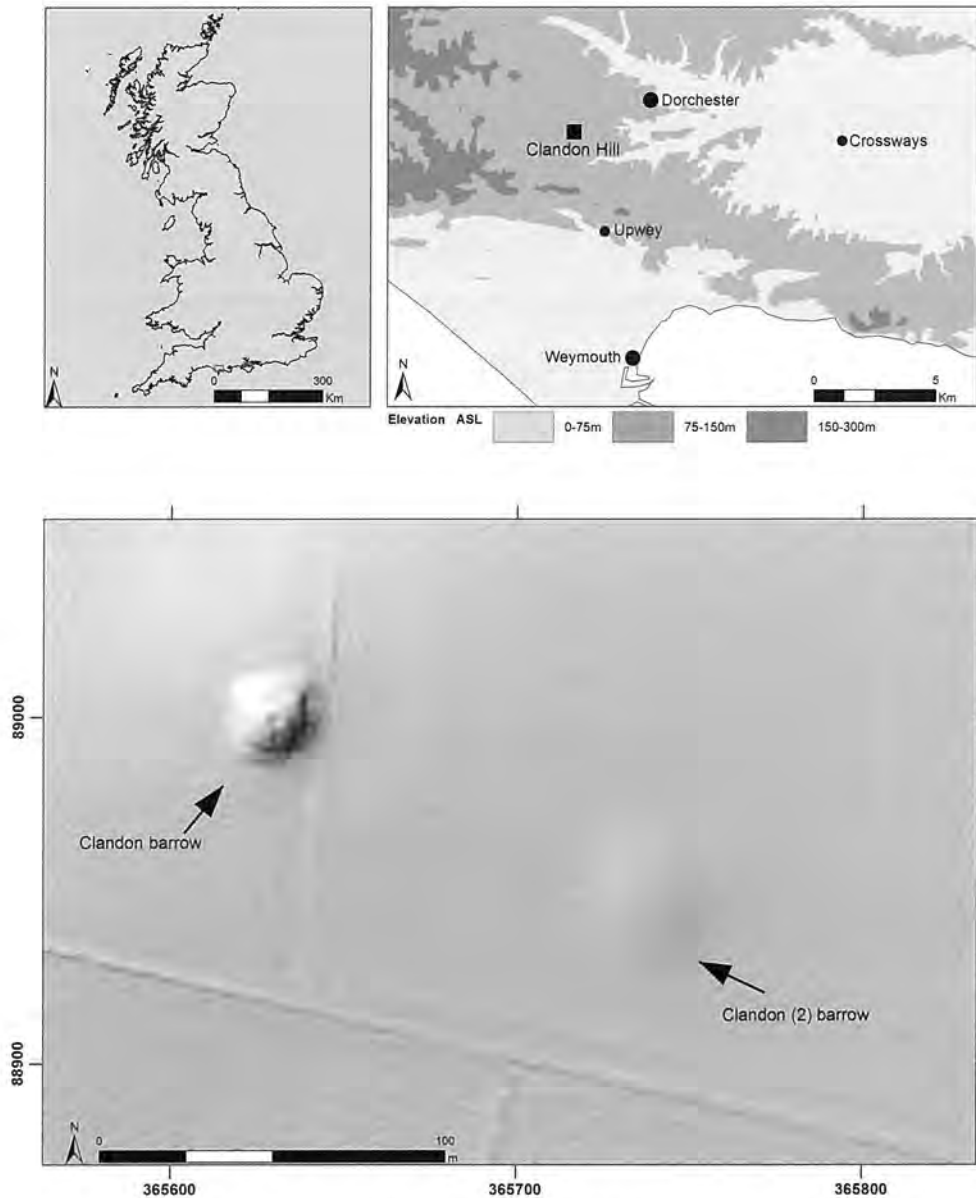 N
0
300
Km
Dorchester
Clandon Hill
Crossways
Upwey
Weymouth
N
0
5
Km
Elevation ASL
0-75m
75-150m
150-300m
89000
Clandon barrow
Clandon (2) barrow
88900
N
0
100
m
365600
365700
365800